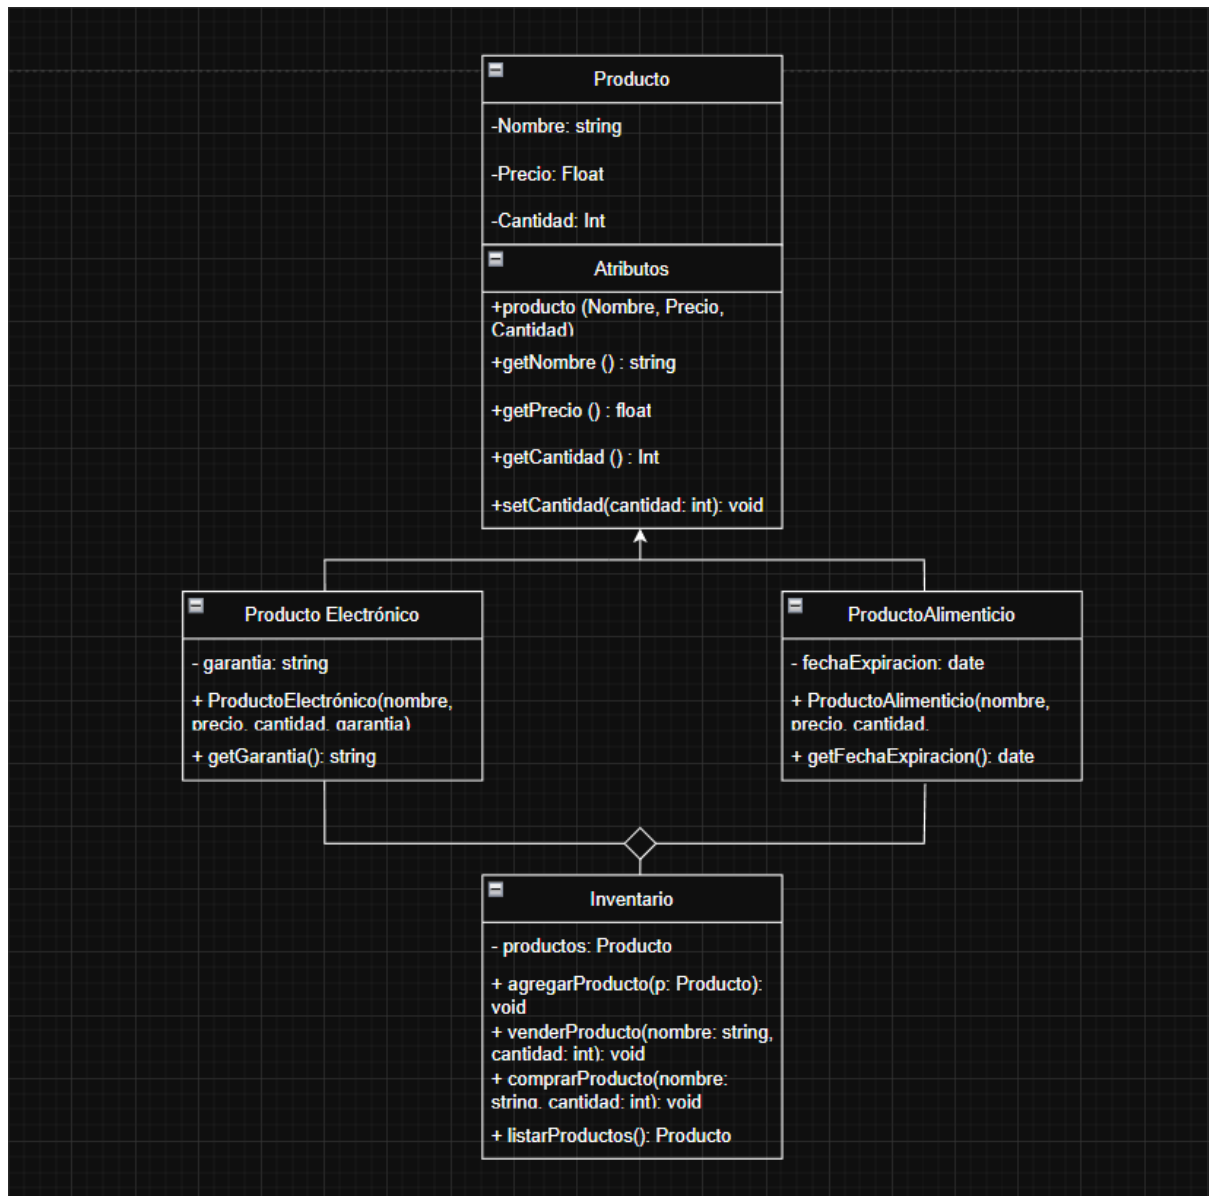 Producto
-Nombre: string
-Precio: Float
-Cantidad: Int
Atributos
+producto (Nombre, Precio,
Cantidad)
+getNombre () : string
+getPrecio () : float
+getCantidad () : Int
+setCantidad(cantidad: int): void
Producto Electrónico
- garantia: string
+ ProductoElectrónico(nombre,
precio, cantidad, garantia)
+ getGarantia(): string
ProductoAlimenticio
- fechaExpiracion: date
+ ProductoAlimenticio(nombre,
precio, cantidad,
+ getFechaExpiracion(): date
Inventario
- productos: Producto
+ agregarProducto(p: Producto):
void
+ venderProducto(nombre: string,
cantidad: int): void
+ comprarProducto(nombre:
string, cantidad: int): void
+ listarProductos(): Producto